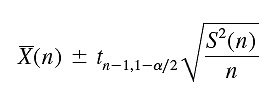 X̅(n) ± t_{n−1,1−α/2} √(S²(n)/n)